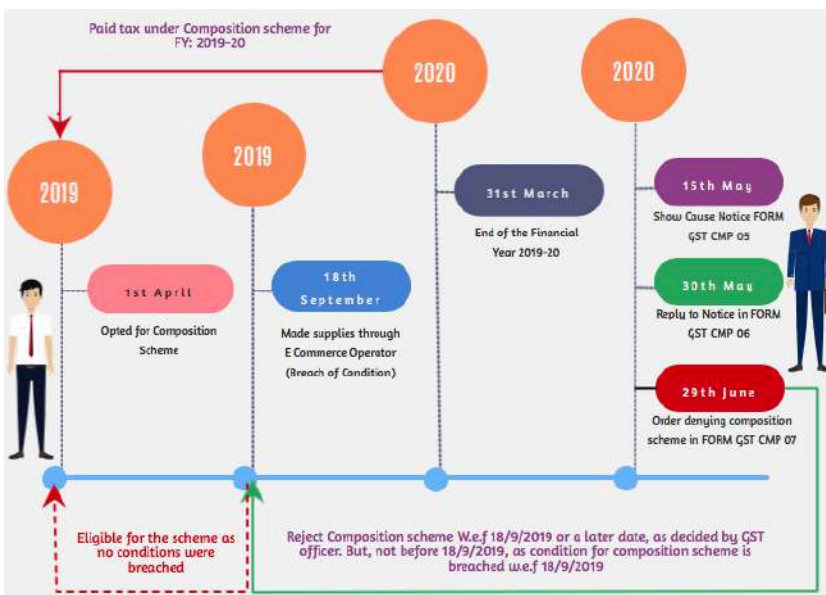 Paid tax under Composition scheme for
FY: 2019-20
2019
1st April
Opted for Composition
Scheme
2019
18th
September
Made supplies through
E Commerce Operator
(Breach of Condition)
2020
31st March
End of the Financial
Year 2019-20
2020
15th May
Show Cause Notice FORM
GST CMP 05
30th May
Reply to Notice in FORM
GST CMP 06
29th June
Order denying composition
scheme in FORM GST CMP 07
Eligible for the scheme as
no conditions were
breached
Reject Composition scheme W.e.f 18/9/2019 or a later date, as decided by GST
officer. But, not before 18/9/2019, as condition for composition scheme is
breached w.e.f 18/9/2019